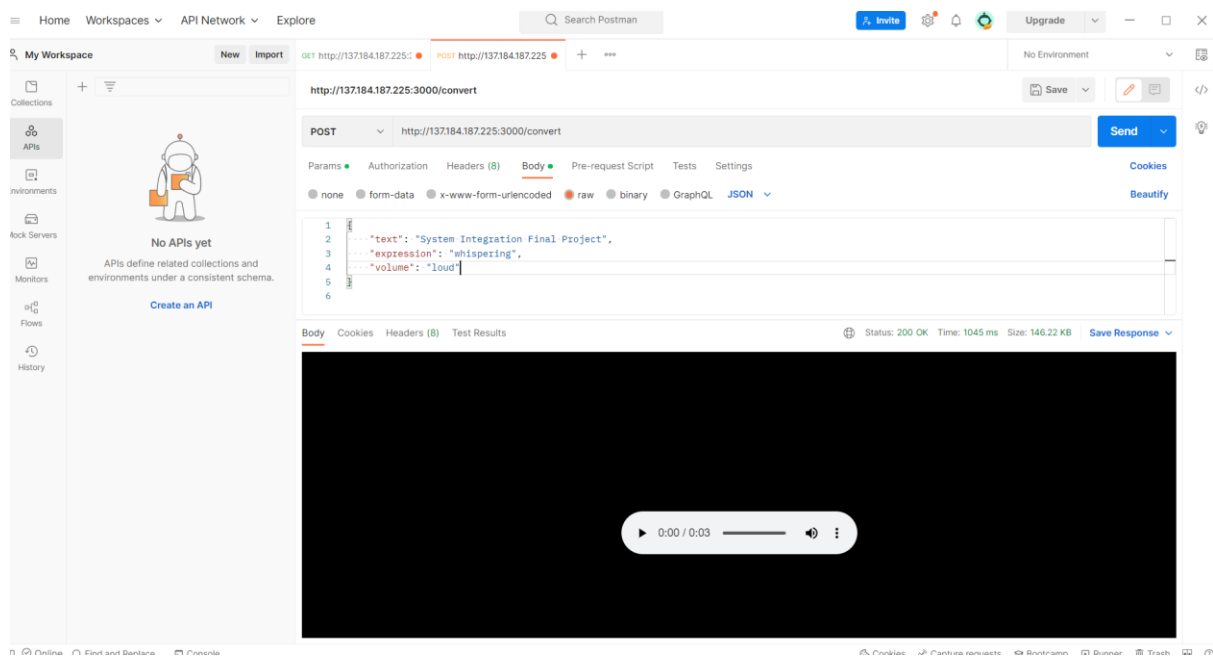 Home Workspaces API Network Explore Search Postman Invite Upgrade
My Workspace New Import GET http://137.184.187.225:: POST http://137.184.187.225 No Environment
Collections
APIs
nvironments
Mock Servers
Monitors
Flows
History
No APIs yet
APIs define related collections and
environments under a consistent schema.
Create an API
http://137.184.187.225:3000/convert Save
POST http://137.184.187.225:3000/convert Send
Params Authorization Headers (8) Body Pre-request Script Tests Settings Cookies
none form-data x-www-form-urlencoded raw binary GraphQL JSON Beautify
1 {
2 "text": "System Integration Final Project",
3 "expression": "whispering",
4 "volume": "loud"
5 }
6
Body Cookies Headers (8) Test Results Status: 200 OK Time: 1045 ms Size: 146.22 KB Save Response
0:00 / 0:03
Online Find and Replace Console Cookies Capture requests Bootcamp Runner Trash